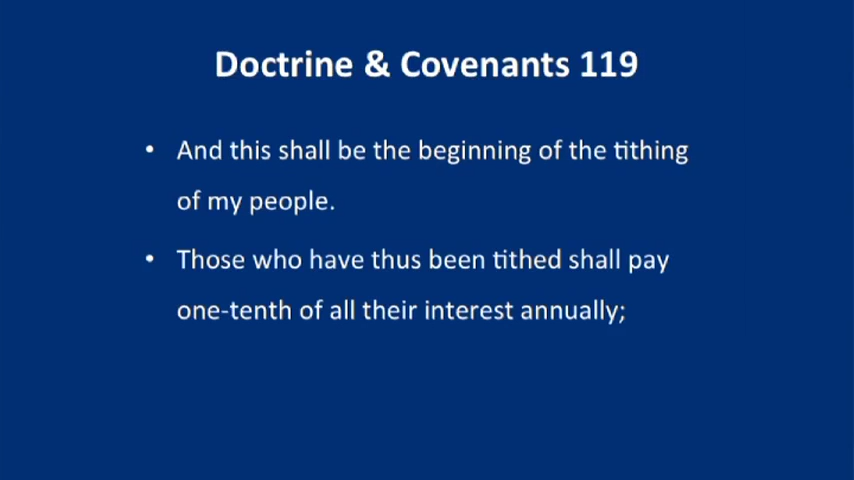 Doctrine & Covenants 119
• And this shall be the beginning of the tithing
of my people.
• Those who have thus been tithed shall pay
one-tenth of all their interest annually;